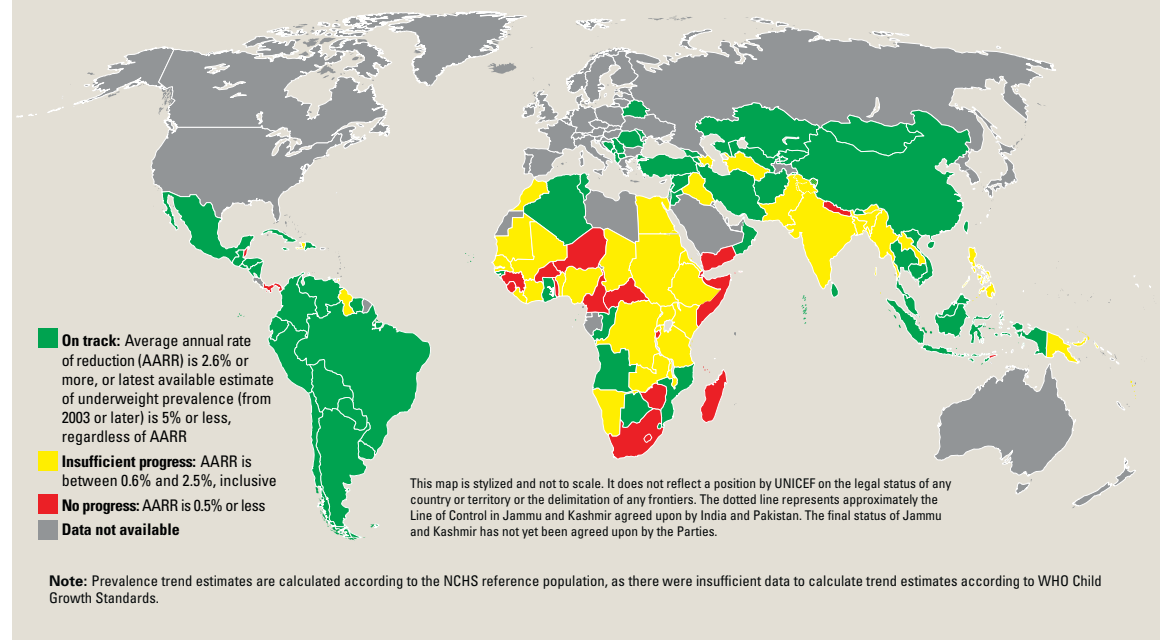 On track: Average annual rate
of reduction (AARR) is 2.6% or
more, or latest available estimate
of underweight prevalence (from
2003 or later) is 5% or less,
regardless of AARR
Insufficient progress: AARR is
between 0.6% and 2.5%, inclusive
No progress: AARR is 0.5% or less
Data not available
This map is stylized and not to scale. It does not reflect a position by UNICEF on the legal status of any
country or territory or the delimitation of any frontiers. The dotted line represents approximately the
Line of Control in Jammu and Kashmir agreed upon by India and Pakistan. The final status of Jammu
and Kashmir has not yet been agreed upon by the Parties.
Note: Prevalence trend estimates are calculated according to the NCHS reference population, as there were insufficient data to calculate trend estimates according to WHO Child
Growth Standards.